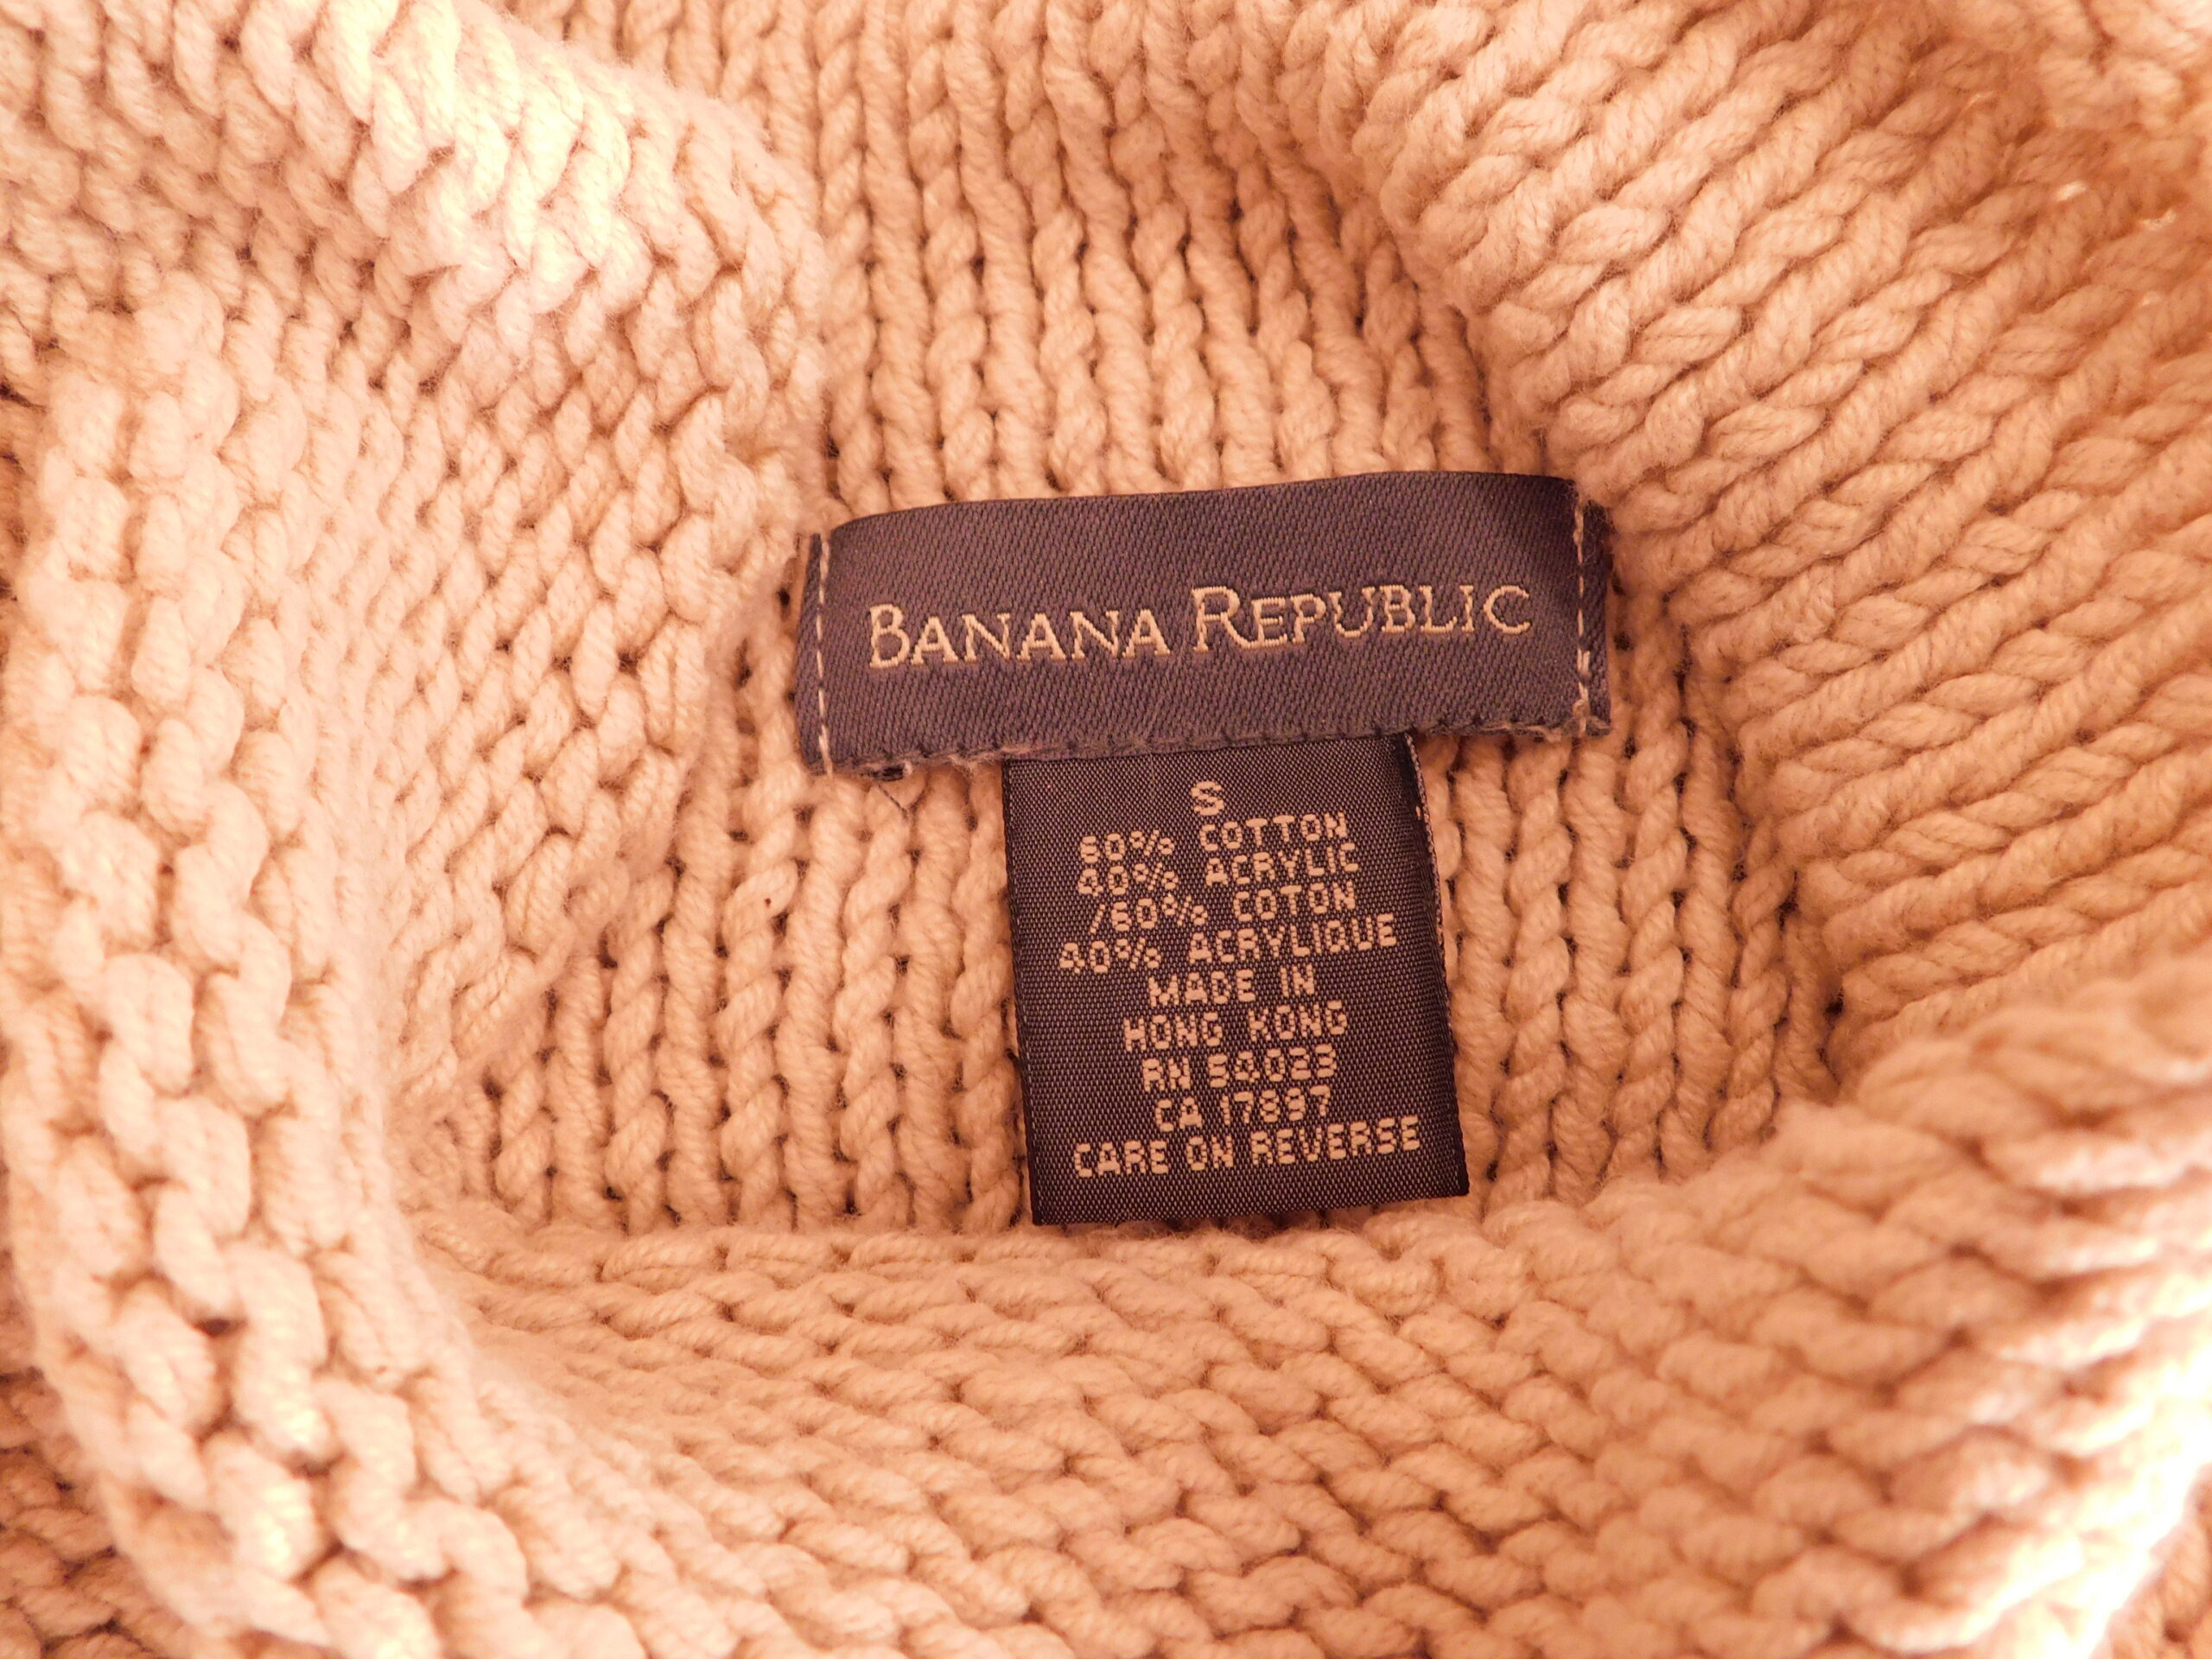 BANANA REPUBLIC
S
60% COTTON
40% ACRYLIC
/60% COTON
40% ACRYLIQUE
MADE IN
HONG KONG
RN 54023
CA 17897
CARE ON REVERSE